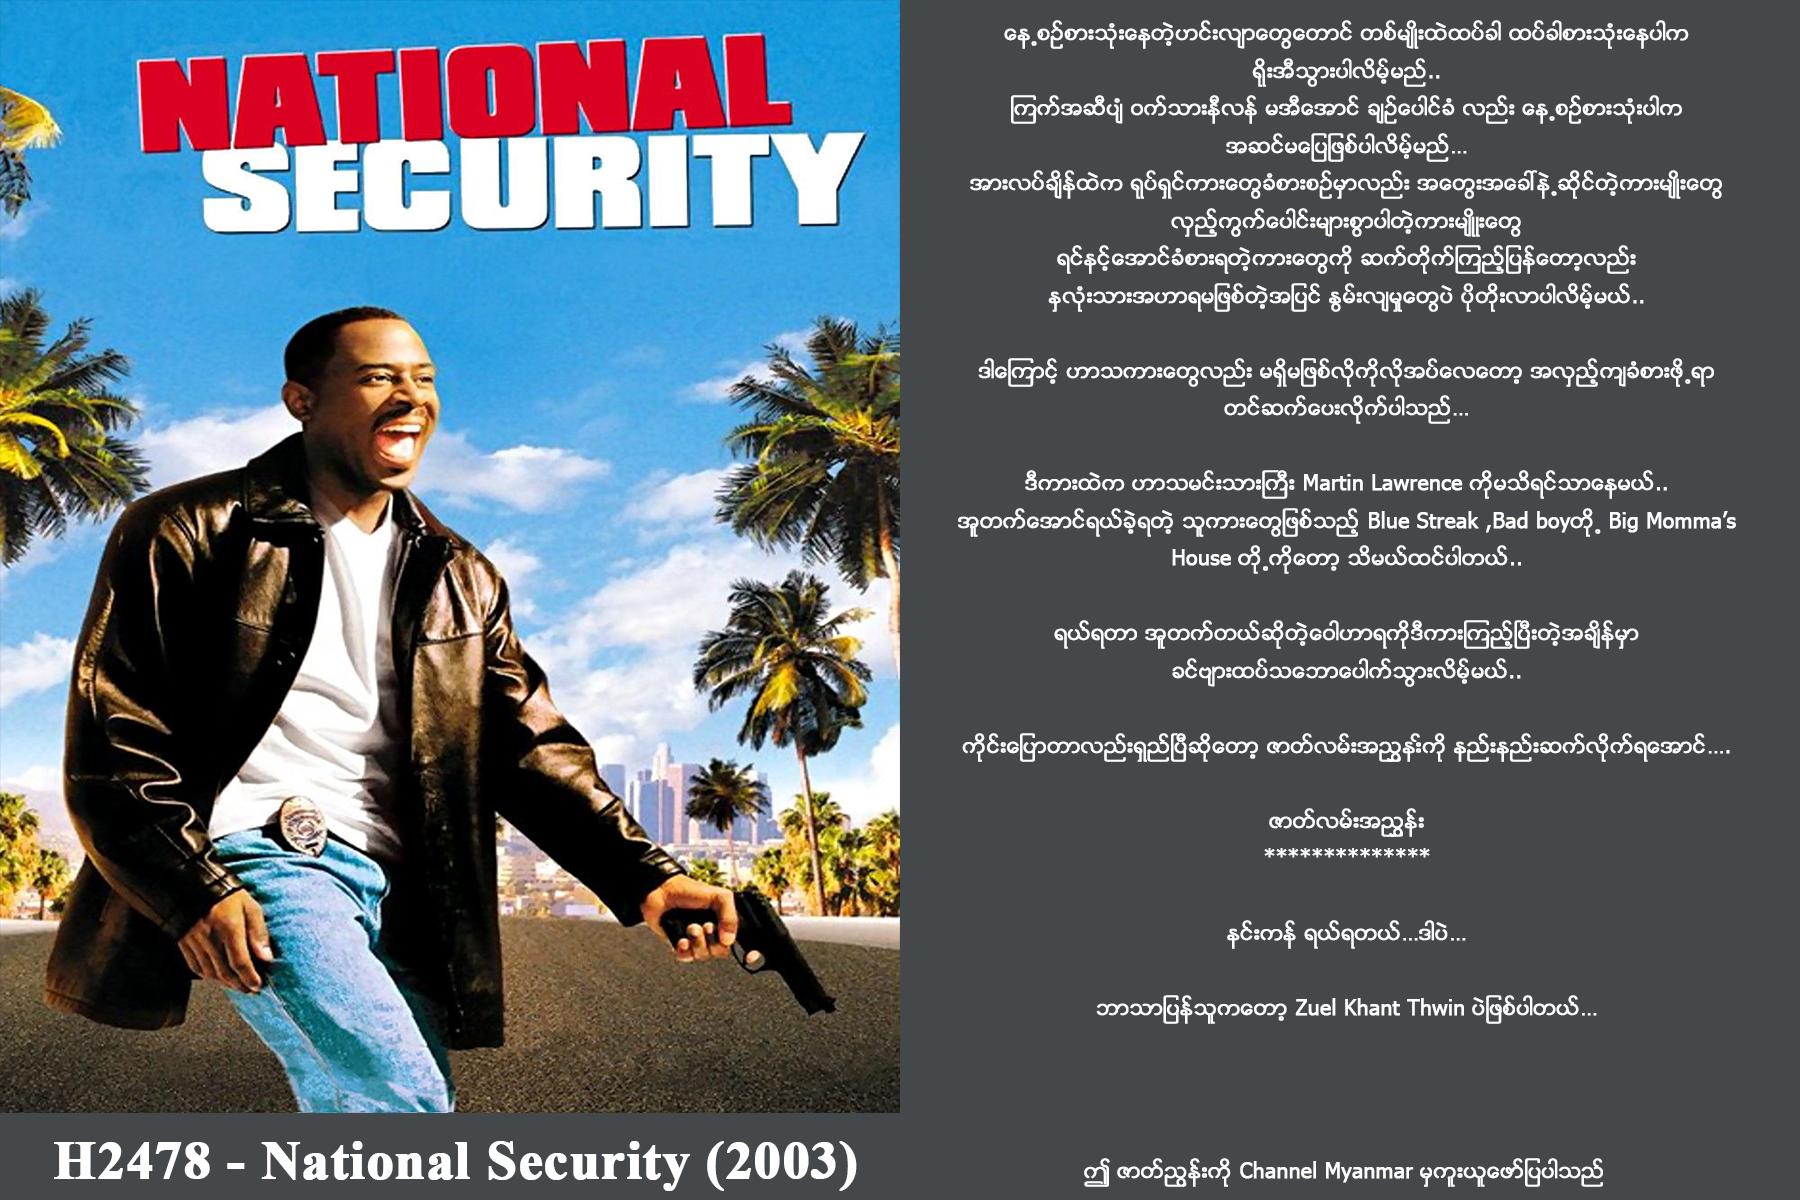 NATIONAL
SECURITY
H2478 - National Security (2003)
နေ့စဉ်စားသုံးနေတဲ့ဟင်းလျာတွေတောင် တစ်မျိုးထဲထပ်ခါ ထပ်ခါစားသုံးနေပါက
ရိုးအီသွားပါလိမ့်မည်..
ကြက်အဆီပျံ ဝက်သားနီလန် မအီအောင် ချဉ်ပေါင်ခံ လည်း နေ့စဉ်စားသုံးပါက
အဆင်မပြေဖြစ်ပါလိမ့်မည်...
အားလပ်ချိန်ထဲက ရုပ်ရှင်ကားတွေခံစားစဉ်မှာလည်း အတွေးအခေါ်နဲ့ဆိုင်တဲ့ကားမျိုးတွေ
လှည့်ကွက်ပေါင်းများစွာပါတဲ့ကားမျိူးတွေ
ရင်နင့်အောင်ခံစားရတဲ့ကားတွေကို ဆက်တိုက်ကြည့်ပြန်တော့လည်း
နှလုံးသားအဟာရမဖြစ်တဲ့အပြင် နွမ်းလျမှုတွေပဲ ပိုတိုးလာပါလိမ့်မယ်..
ဒါကြောင့် ဟာသကားတွေလည်း မရှိမဖြစ်လိုကိုလိုအပ်လေတော့ အလှည့်ကျခံစားဖို့ရာ
တင်ဆက်ပေးလိုက်ပါသည်...
ဒီကားထဲက ဟာသမင်းသားကြီး Martin Lawrence ကိုမသိရင်သာနေမယ်..
အူတက်အောင်ရယ်ခဲ့ရတဲ့ သူကားတွေဖြစ်သည့် Blue Streak ,Bad boyတို့ Big Momma’s
House တို့ကိုတော့ သိမယ်ထင်ပါတယ်..
ရယ်ရတာ အူတက်တယ်ဆိုတဲ့ဝေါဟာရကိုဒီကားကြည့်ပြီးတဲ့အချိန်မှာ
ခင်ဗျားထပ်သဘောပေါက်သွားလိမ့်မယ်..
ကိုင်းပြောတာလည်းရှည်ပြီဆိုတော့ ဇာတ်လမ်းအညွှန်းကို နည်းနည်းဆက်လိုက်ရအောင်....
ဇာတ်လမ်းအညွှန်း
**************
နင်းကန် ရယ်ရတယ်...ဒါပဲ...
ဘာသာပြန်သူကတော့ Zuel Khant Thwin ပဲဖြစ်ပါတယ်...
ဤ ဇာတ်ညွှန်းကို Channel Myanmar မှကူးယူဖော်ပြပါသည်